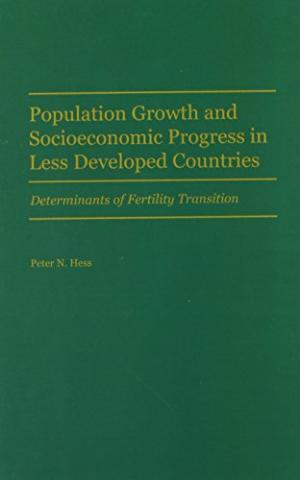 Population Growth and
Socioeconomic Progress in
Less Developed Countries
Determinants of Fertility Transition
Peter N. Hess